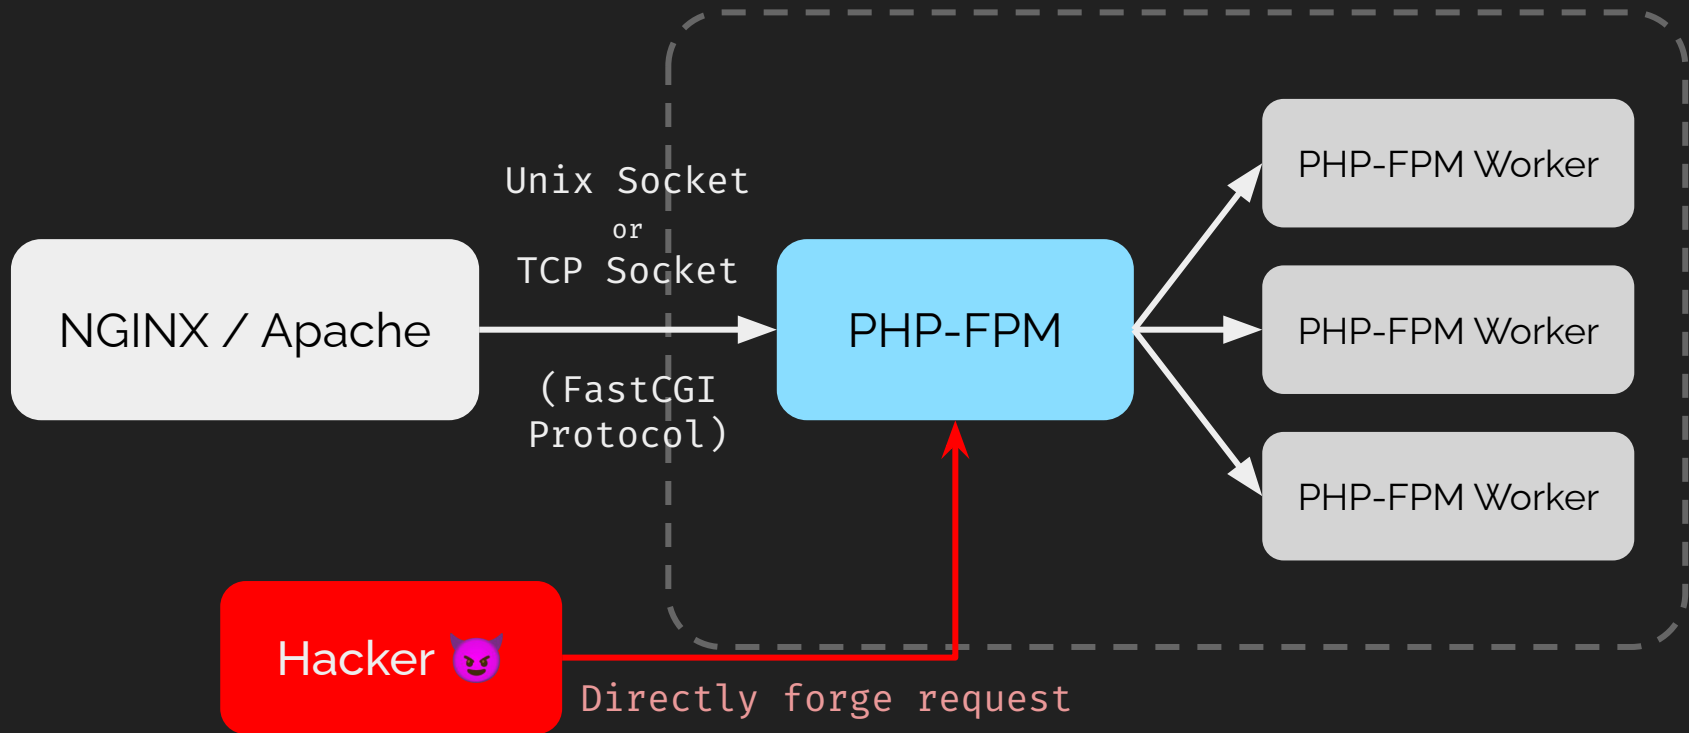 Unix Socket
or
TCP Socket
NGINX / Apache
(FastCGI
Protocol)
PHP-FPM
PHP-FPM Worker
PHP-FPM Worker
PHP-FPM Worker
Hacker 😈
Directly forge request